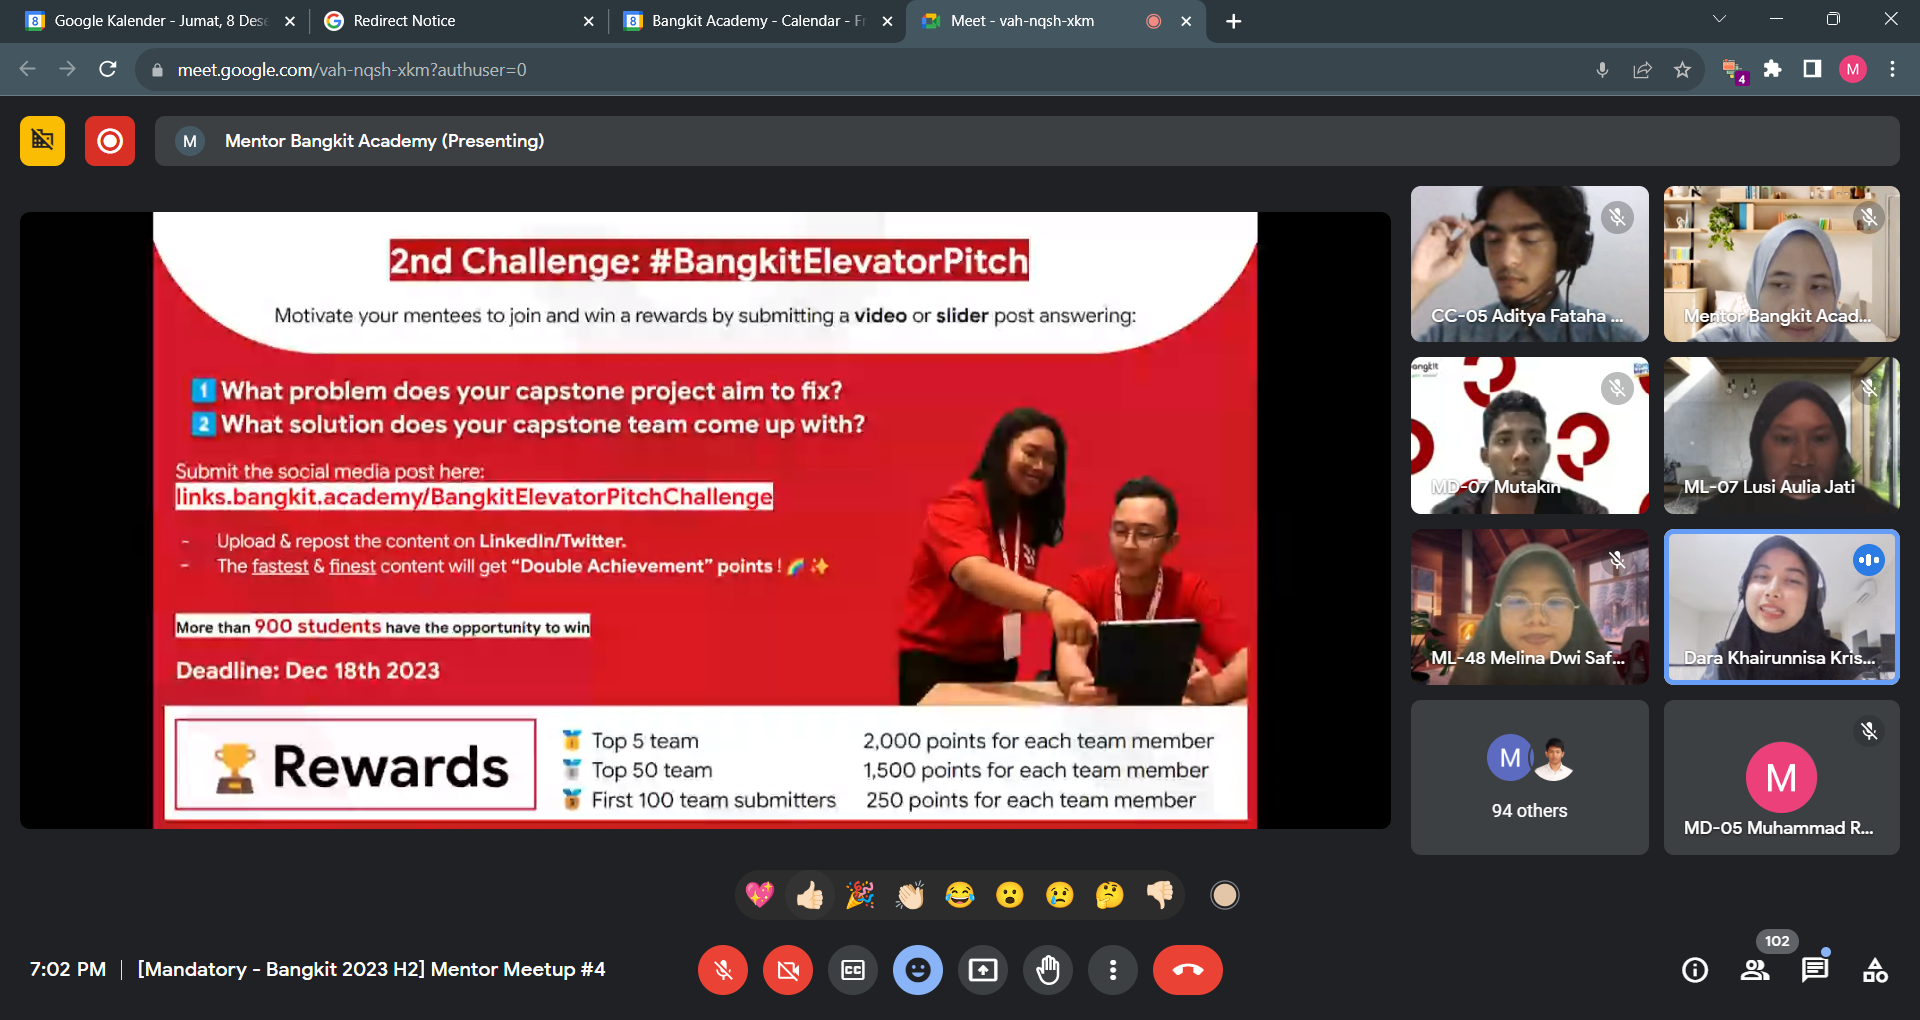 Google Kalender - Jumat, 8 Dese
Redirect Notice
Bangkit Academy - Calendar - Fr
Meet - vah-nqsh-xkm
meet.google.com/vah-nqsh-xkm?authuser=0
4
M
M
Mentor Bangkit Academy (Presenting)
2nd Challenge: #BangkitElevatorPitch
Motivate your mentees to join and win a rewards by submitting a video or slider post answering:
1 What problem does your capstone project aim to fix?
2 What solution does your capstone team come up with?
Submit the social media post here:
links.bangkit.academy/BangkitElevatorPitchChallenge
- Upload & repost the content on LinkedIn/Twitter.
- The fastest & finest content will get “Double Achievement” points ! 🌈 ✨
More than 900 students have the opportunity to win
Deadline: Dec 18th 2023
Rewards
Top 5 team 2,000 points for each team member
Top 50 team 1,500 points for each team member
First 100 team submitters 250 points for each team member
CC-05 Aditya Fataha ...
Mentor Bangkit Acad...
MD-07 Mutakin
ML-07 Lusi Aulia Jati
ML-48 Melina Dwi Saf...
Dara Khairunnisa Kris...
M
94 others
M
MD-05 Muhammad R...
7:02 PM | [Mandatory - Bangkit 2023 H2] Mentor Meetup #4
CC
102